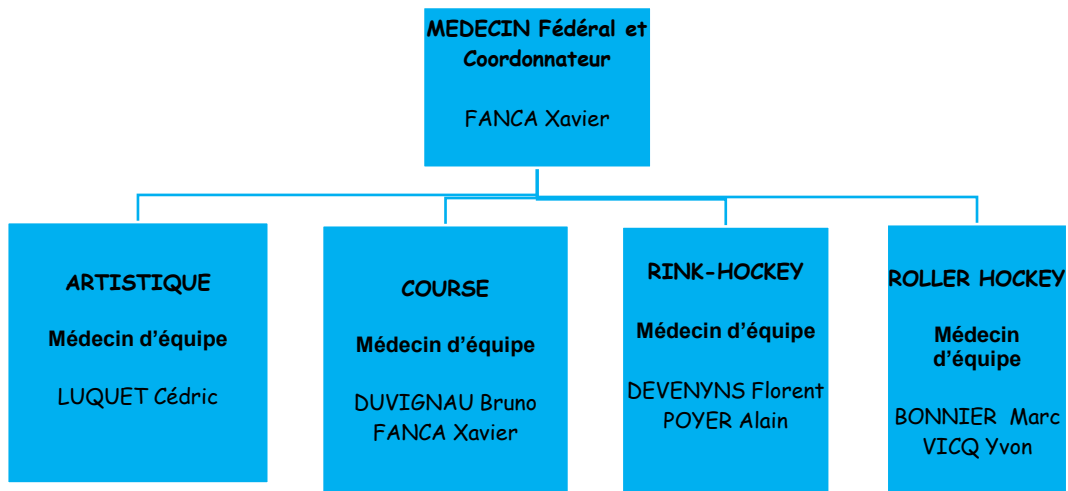 MEDECIN Fédéral et
Coordonnateur
FANCA Xavier
ARTISTIQUE
Médecin d'équipe
LUQUET Cédric
COURSE
Médecin d'équipe
DUVIGNAU Bruno
FANCA Xavier
RINK-HOCKEY
Médecin d'équipe
DEVENYNS Florent
POYER Alain
ROLLER HOCKEY
Médecin
d'équipe
BONNIER Marc
VICQ Yvon